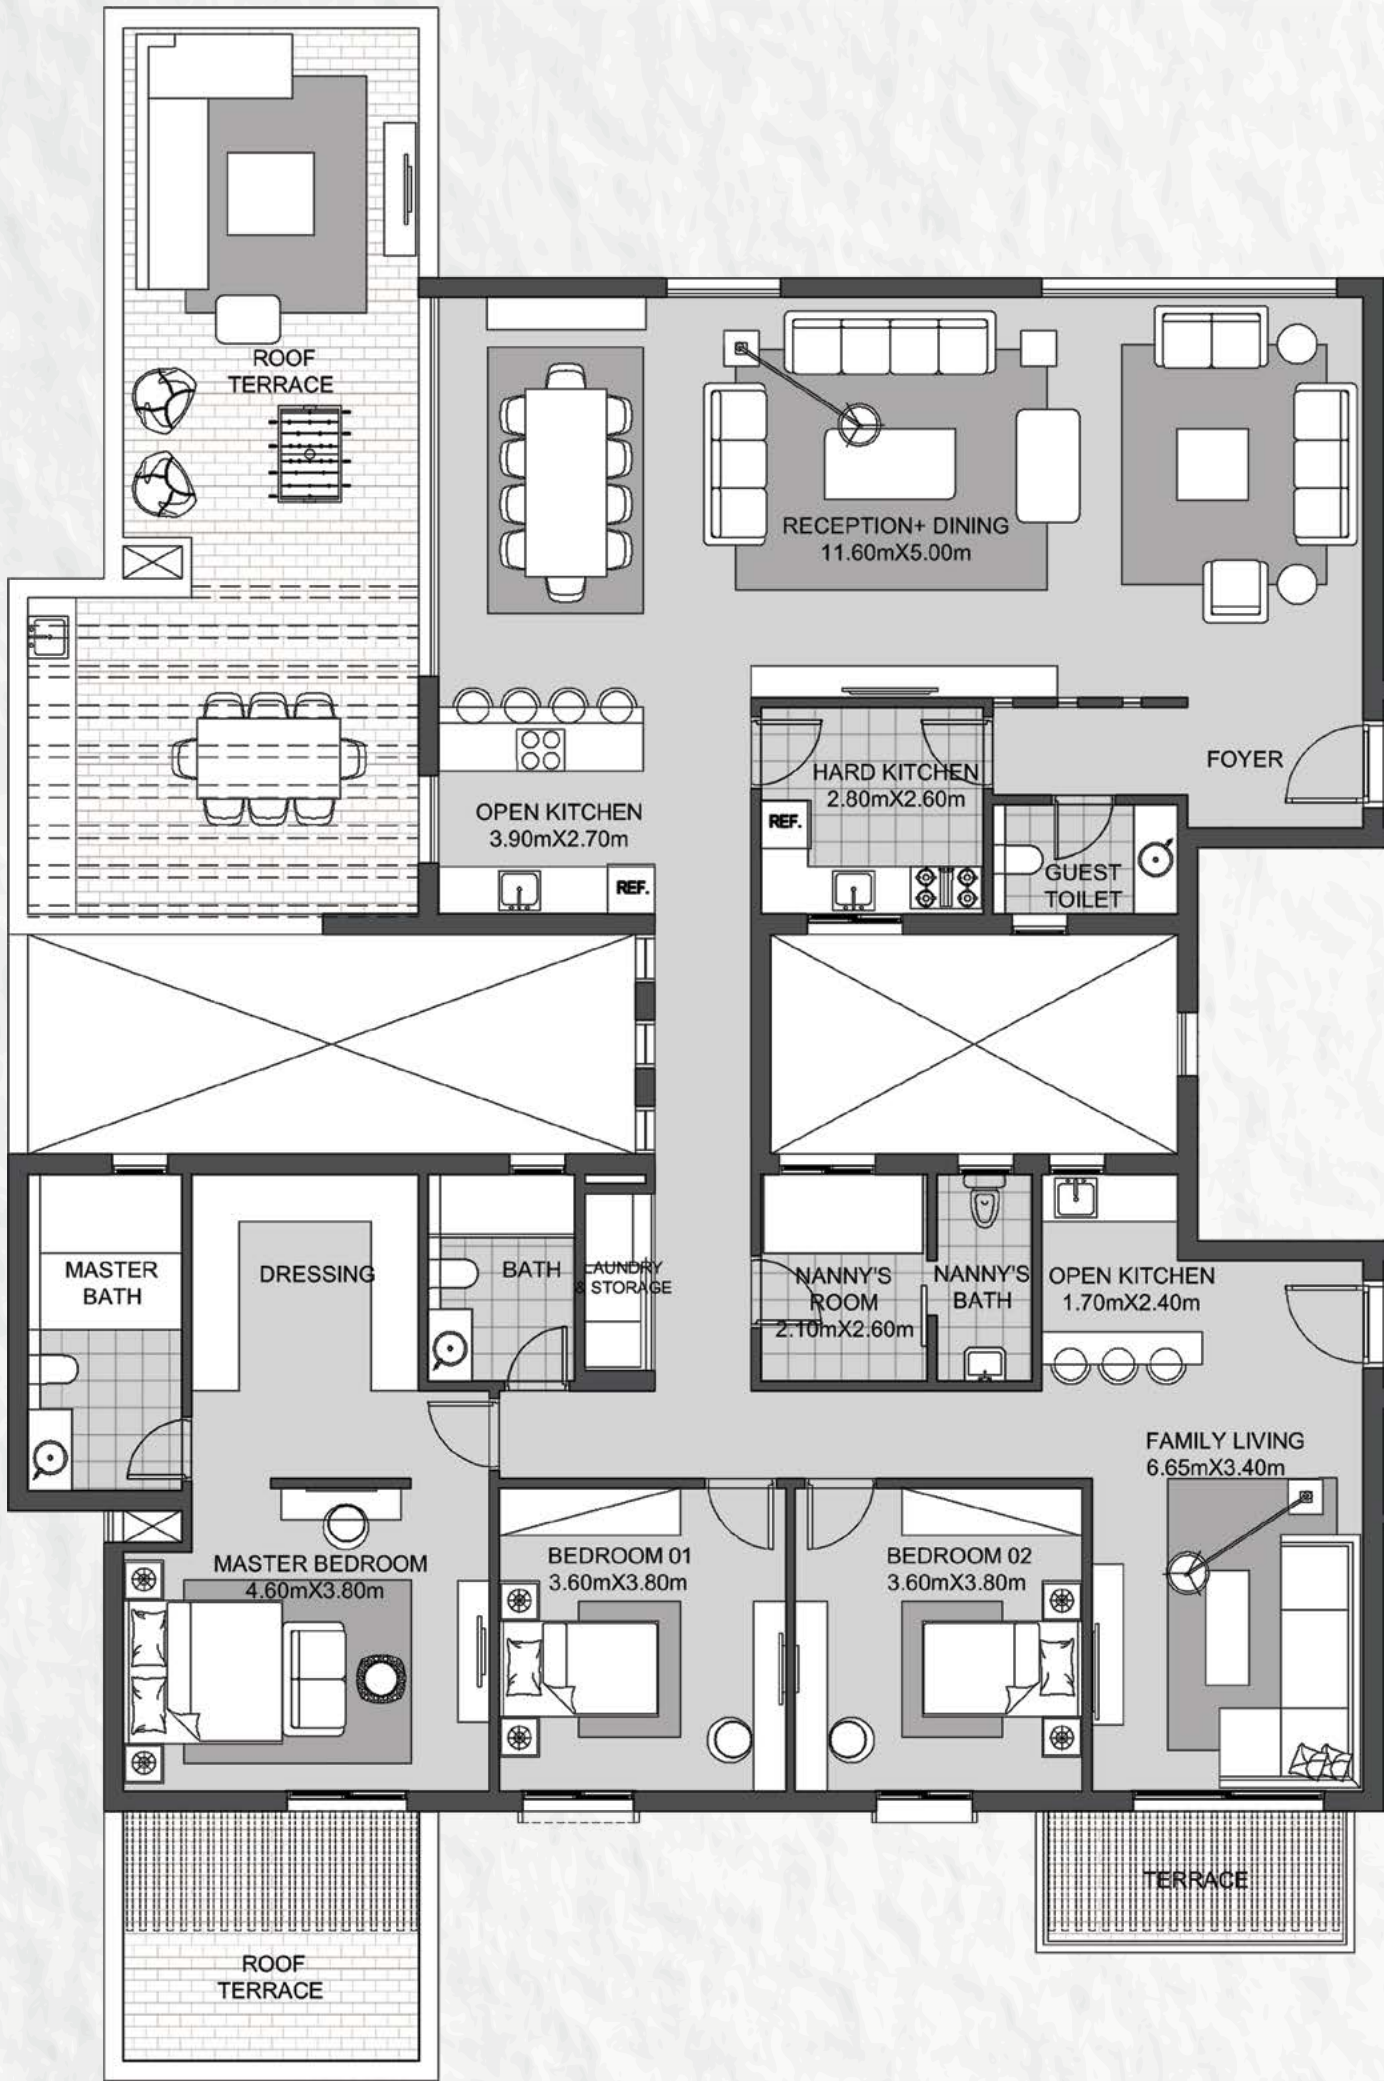 ROOF
TERRACE
RECEPTION+ DINING
11.60mX5.00m
FOYER
HARD KITCHEN
2.80mX2.60m
REF.
OPEN KITCHEN
3.90mX2.70m
REF.
GUEST
TOILET
MASTER
BATH
DRESSING
BATH
LAUNDRY
& STORAGE
NANNY'S
ROOM
2.10mX2.60m
NANNY'S
BATH
OPEN KITCHEN
1.70mX2.40m
FAMILY LIVING
6.65mX3.40m
MASTER BEDROOM
4.60mX3.80m
BEDROOM 01
3.60mX3.80m
BEDROOM 02
3.60mX3.80m
TERRACE
ROOF
TERRACE